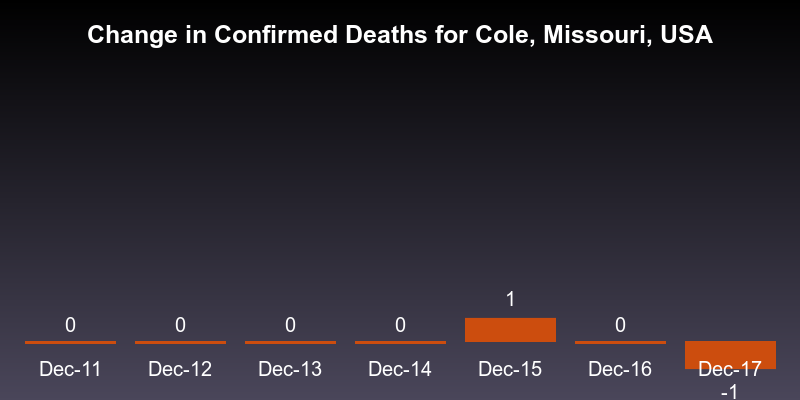 Change in Confirmed Deaths for Cole, Missouri, USA
0 0 0 0 1 0
Dec-11 Dec-12 Dec-13 Dec-14 Dec-15 Dec-16 Dec-17
-1